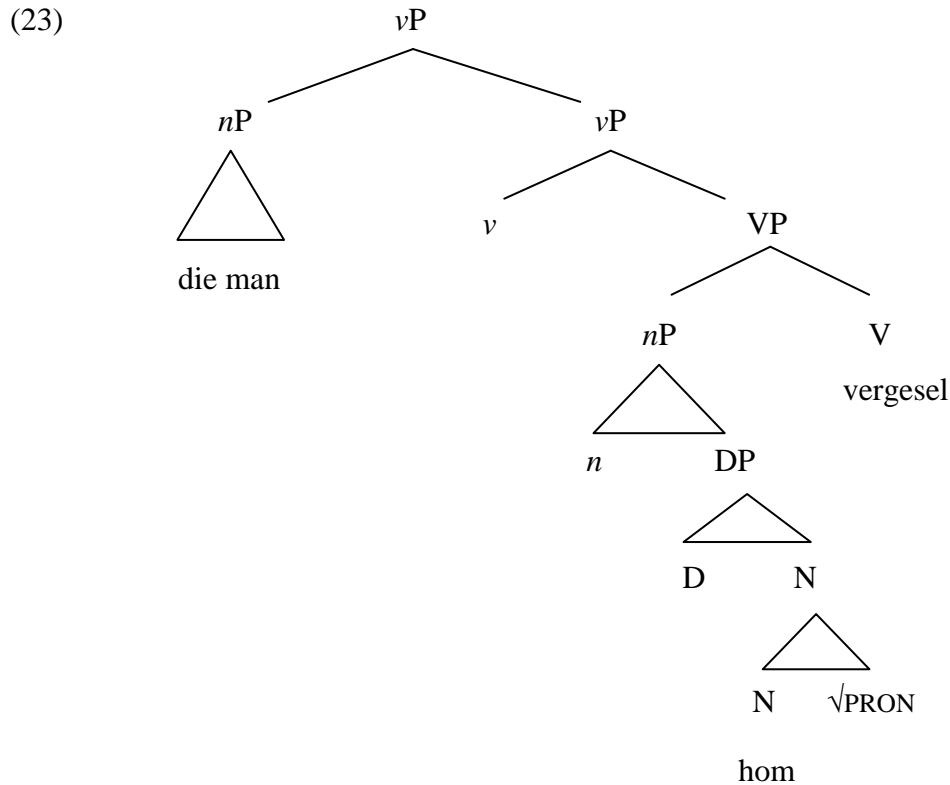 (23) vP
nP vP
die man v VP
nP V
vergesel
n DP
D N
N √PRON
hom